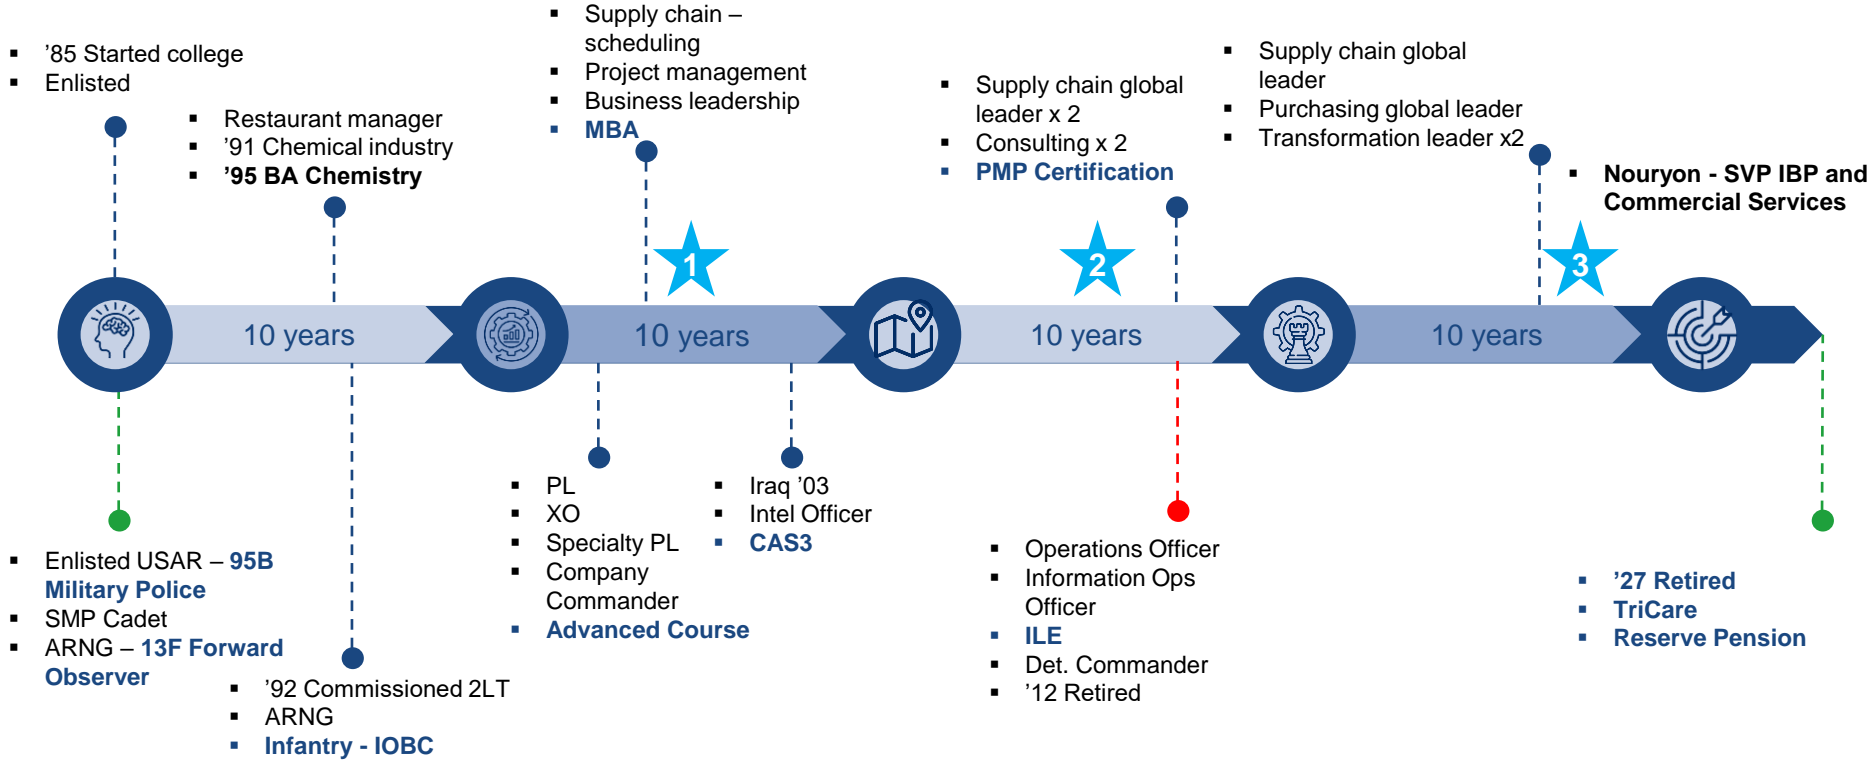 ’85 Started college
Enlisted
Restaurant manager
’91 Chemical industry
’95 BA Chemistry
Supply chain –
scheduling
Project management
Business leadership
MBA
Supply chain global
leader x 2
Consulting x 2
PMP Certification
Supply chain global
leader
Purchasing global leader
Transformation leader x2
Nouryon - SVP IBP and
Commercial Services
1
2
3
10 years
10 years
10 years
10 years
Enlisted USAR – 95B
Military Police
SMP Cadet
ARNG – 13F Forward
Observer
’92 Commissioned 2LT
ARNG
Infantry - IOBC
PL
XO
Specialty PL
Company
Commander
Advanced Course
Iraq ’03
Intel Officer
CAS3
Operations Officer
Information Ops
Officer
ILE
Det. Commander
’12 Retired
’27 Retired
TriCare
Reserve Pension